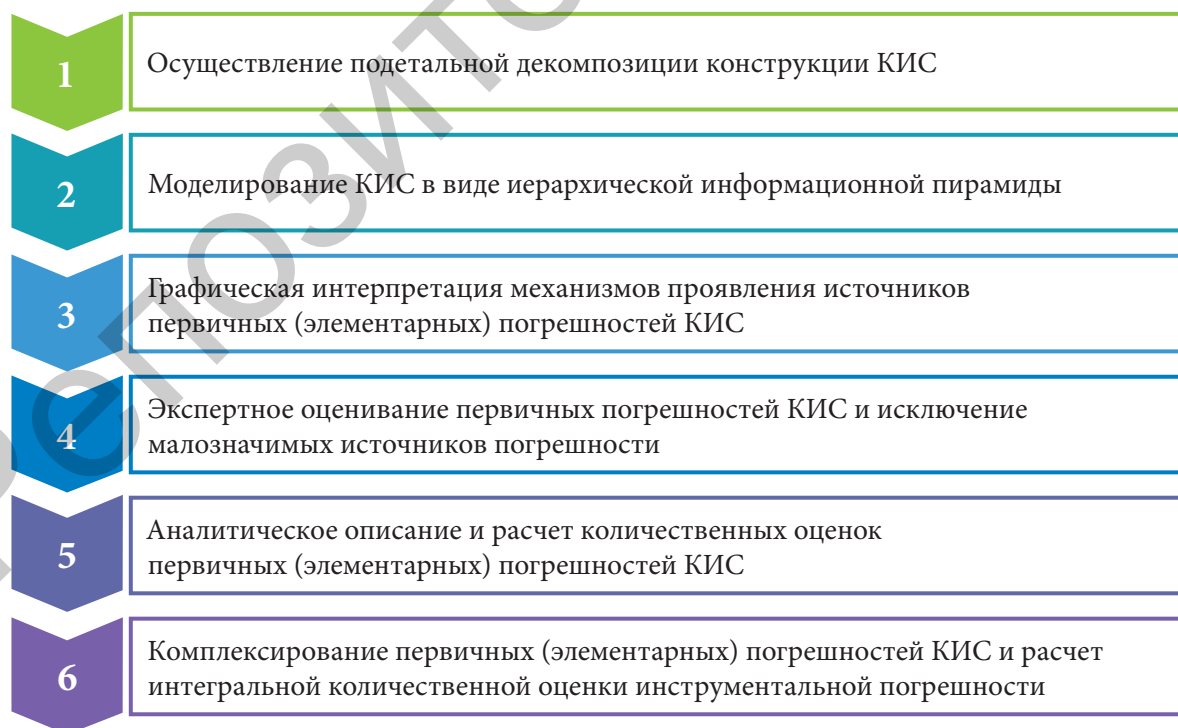 1
Осуществление подетальной декомпозиции конструкции КИС
2
Моделирование КИС в виде иерархической информационной пирамиды
3
Графическая интерпретация механизмов проявления источников
первичных (элементарных) погрешностей КИС
4
Экспертное оценивание первичных погрешностей КИС и исключение
малозначимых источников погрешности
5
Аналитическое описание и расчет количественных оценок
первичных (элементарных) погрешностей КИС
6
Комплексирование первичных (элементарных) погрешностей КИС и расчет
интегральной количественной оценки инструментальной погрешности